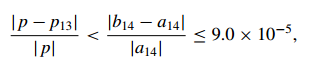 |p − p₁₃| / |p| < |b₁₄ − a₁₄| / |a₁₄| ≤ 9.0 × 10⁻⁵,